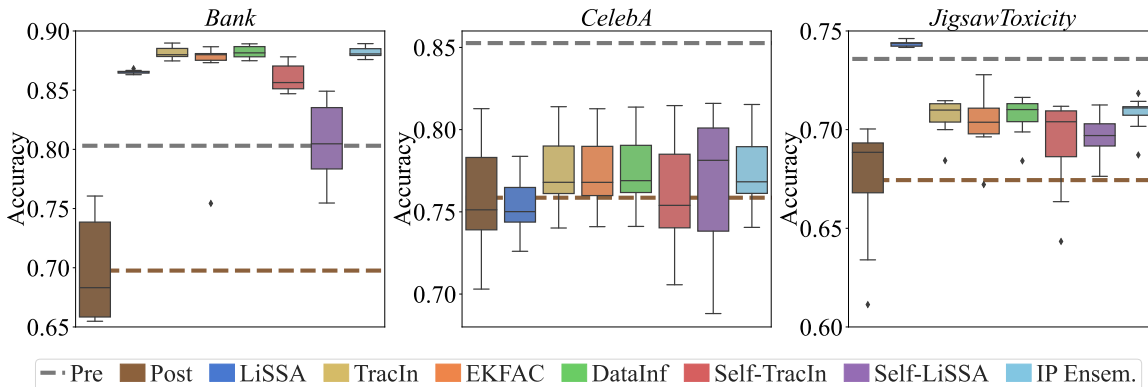 Bank
CelebA
JigsawToxicity
0.90
0.85
0.80
0.75
0.70
0.65
Accuracy
0.85
0.80
0.75
0.70
Accuracy
0.75
0.70
0.65
0.60
Accuracy
Pre Post LiSSA TracIn EKFAC DataInf Self-TracIn Self-LiSSA IP Ensem.